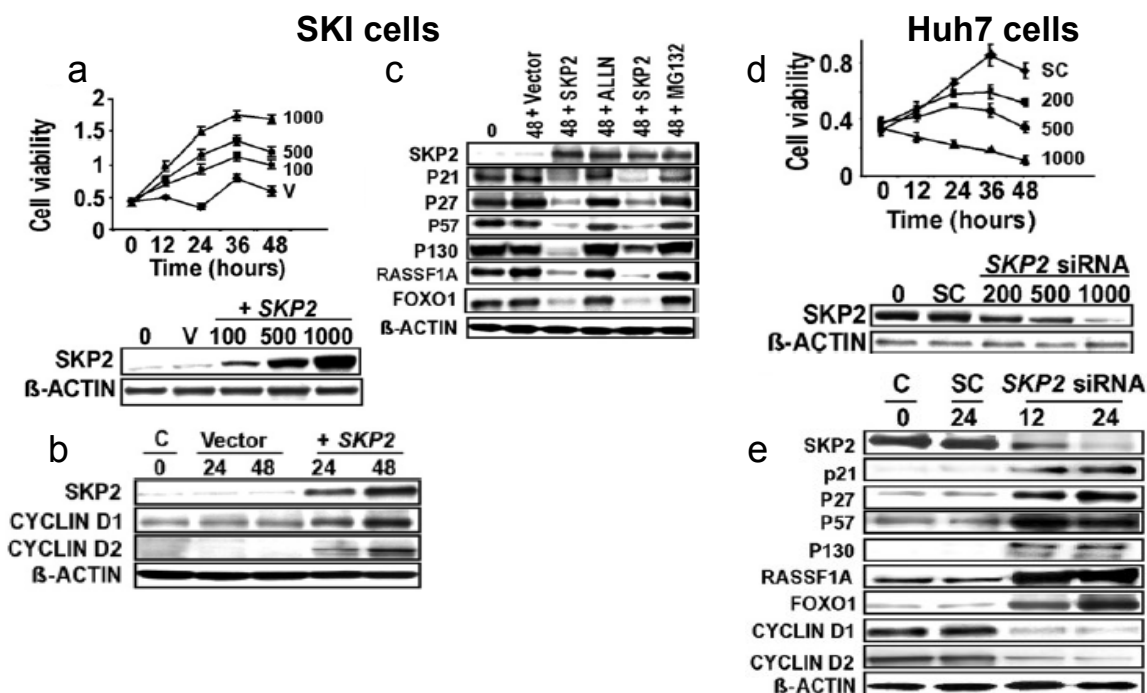 SKI cells
a
Cell viability
2
1.5
1
0.5
0
1000
500
100
V
0 12 24 36 48
Time (hours)
+ SKP2
0 V 100 500 1000
SKP2
ß-ACTIN
b
C Vector + SKP2
0 24 48 24 48
SKP2
CYCLIN D1
CYCLIN D2
ß-ACTIN
c
0
48 + Vector
48 + SKP2
48 + ALLN
48 + SKP2
48 + MG132
SKP2
P21
P27
P57
P130
RASSF1A
FOXO1
ß-ACTIN
Huh7 cells
d
Cell viability
0.8
0.4
0
SC
200
500
1000
0 12 24 36 48
Time (hours)
SKP2 siRNA
0 SC 200 500 1000
SKP2
ß-ACTIN
e
C SC SKP2 siRNA
0 24 12 24
SKP2
p21
P27
P57
P130
RASSF1A
FOXO1
CYCLIN D1
CYCLIN D2
ß-ACTIN